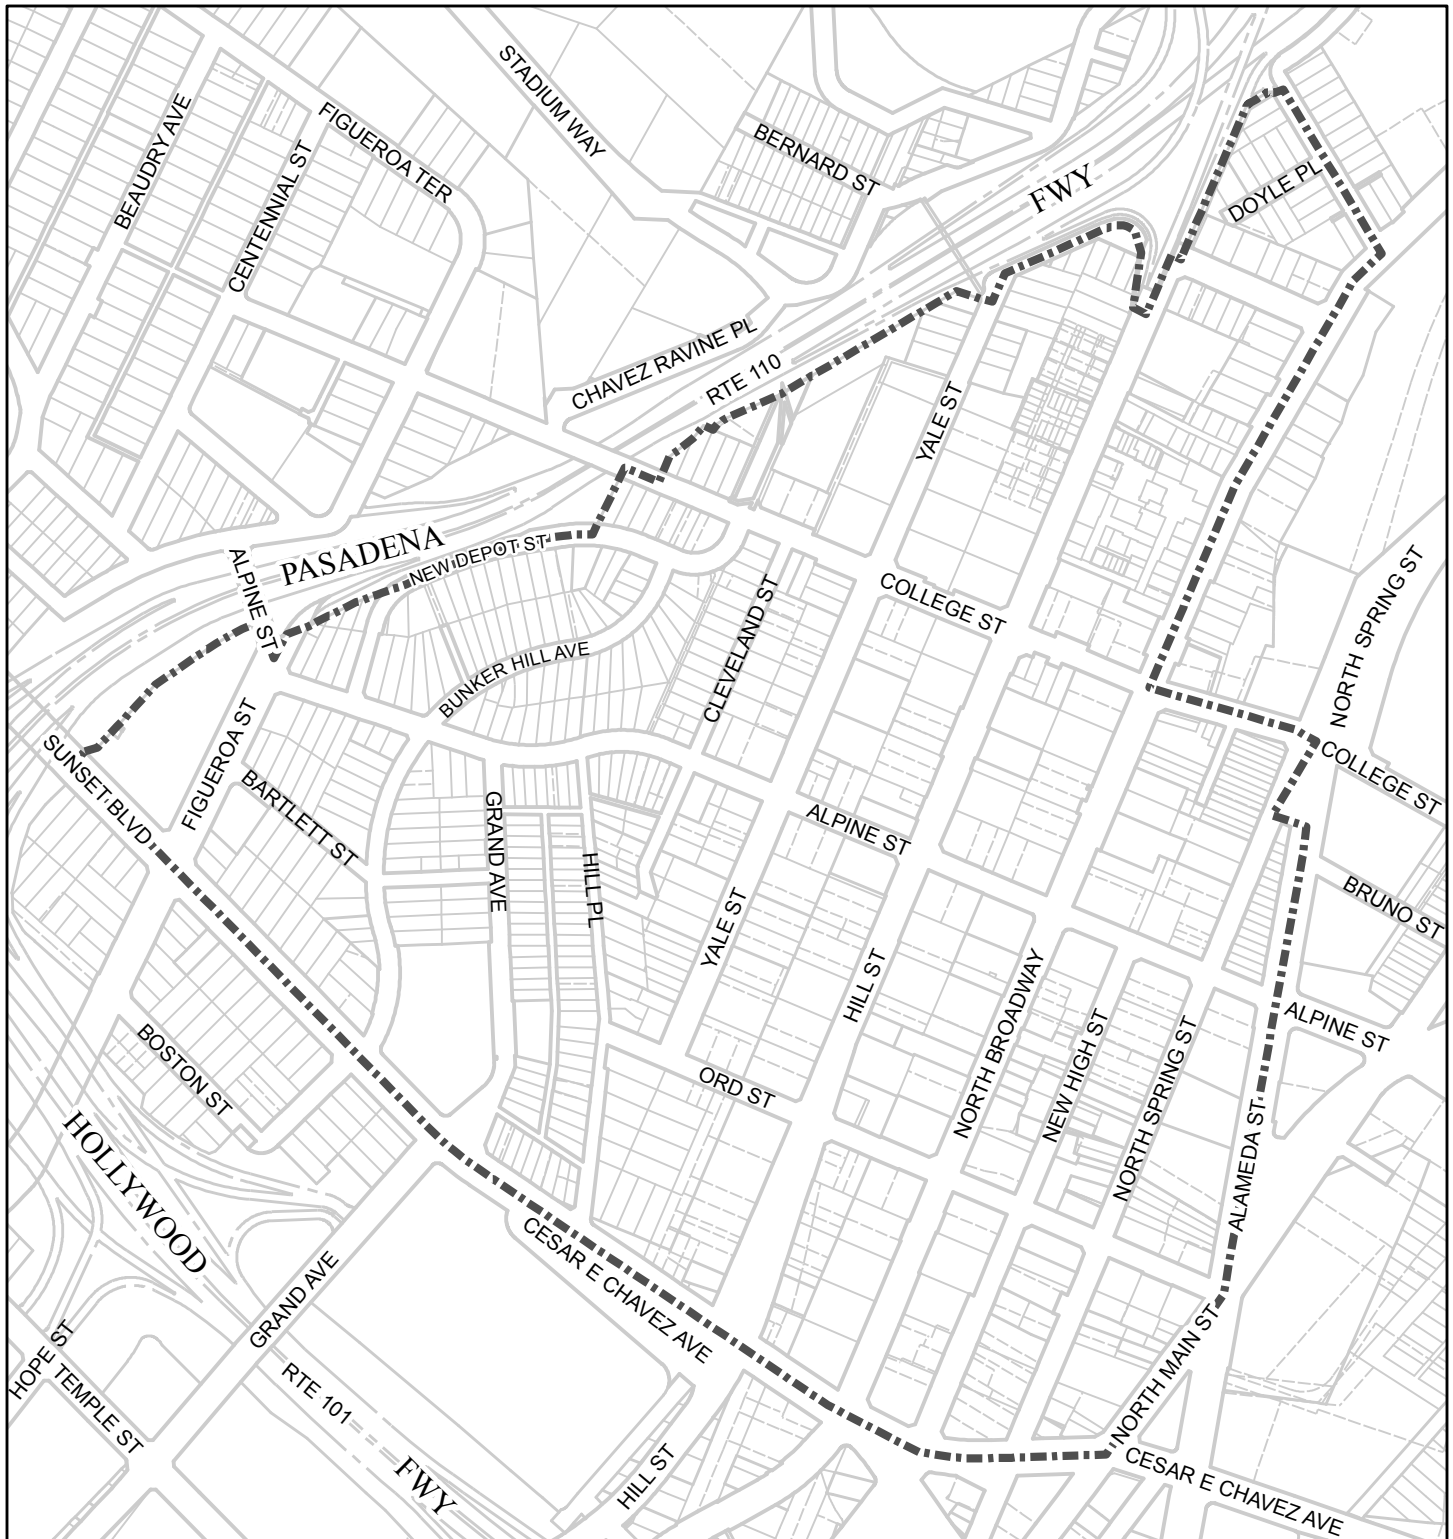 STADIUM WAY
BEAUDRY AVE
FIGUEROA TER
BERNARD ST
CENTENNIAL ST
FWY
DOYLE PL
CHAVEZ RAVINE PL
RTE 110
YALE ST
PASADENA
NEW DEPOT ST
ALPINE ST
COLLEGE ST
NORTH SPRING ST
BUNKER HILL AVE
CLEVELAND ST
FIGUEROA ST
SUNSET BLVD
COLLEGE ST
BARTLETT ST
GRAND AVE
ALPINE ST
HILL PL
BRUNO ST
YALE ST
HILL ST
NORTH BROADWAY
ALPINE ST
NEW HIGH ST
NORTH SPRING ST
BOSTON ST
ORD ST
ALAMEDA ST
HOLLYWOOD
CESAR E CHAVEZ AVE
GRAND AVE
NORTH MAIN ST
HOPE ST
TEMPLE ST
RTE 101
FWY
HILL ST
CESAR E CHAVEZ AVE